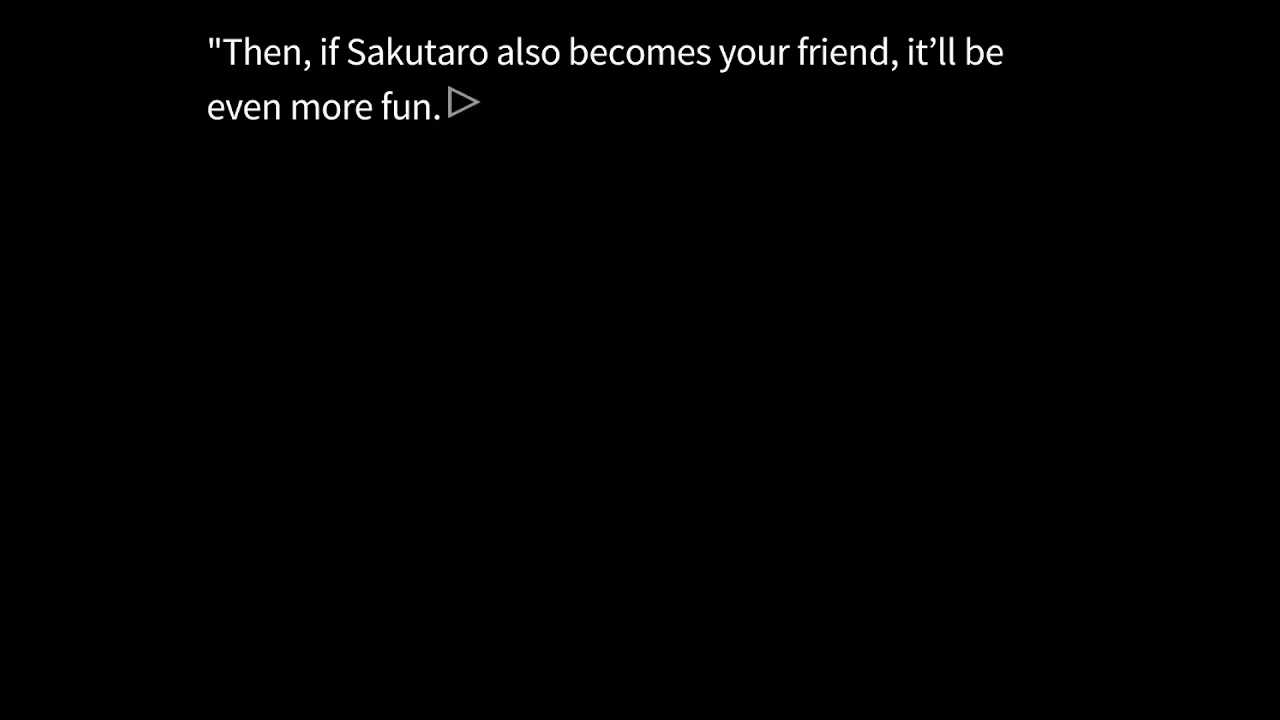 "Then, if Sakutaro also becomes your friend, it’ll be
even more fun.